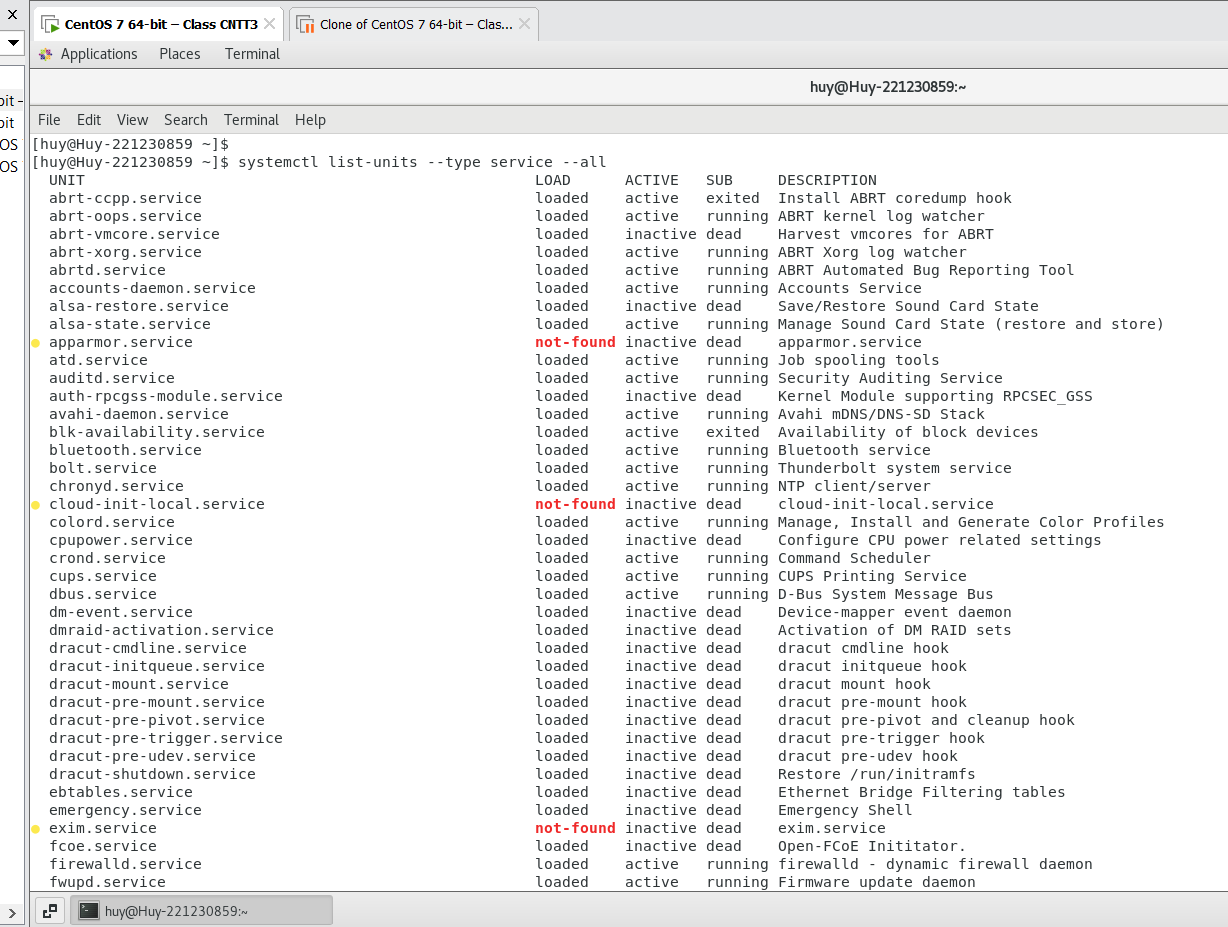 CentOS 7 64-bit – Class CNTT3
Clone of CentOS 7 64-bit – Clas...
Applications Places Terminal
huy@Huy-221230859:~
bit –
bit
OS
OS
File Edit View Search Terminal Help
[huy@Huy-221230859 ~]$
[huy@Huy-221230859 ~]$ systemctl list-units --type service --all
UNIT LOAD ACTIVE SUB DESCRIPTION
abrt-ccpp.service loaded active exited Install ABRT coredump hook
abrt-oops.service loaded active running ABRT kernel log watcher
abrt-vmcore.service loaded inactive dead Harvest vmcores for ABRT
abrt-xorg.service loaded active running ABRT Xorg log watcher
abrtd.service loaded active running ABRT Automated Bug Reporting Tool
accounts-daemon.service loaded active running Accounts Service
alsa-restore.service loaded inactive dead Save/Restore Sound Card State
alsa-state.service loaded active running Manage Sound Card State (restore and store)
apparmor.service not-found inactive dead apparmor.service
atd.service loaded active running Job spooling tools
auditd.service loaded active running Security Auditing Service
auth-rpcgss-module.service loaded inactive dead Kernel Module supporting RPCSEC_GSS
avahi-daemon.service loaded active running Avahi mDNS/DNS-SD Stack
blk-availability.service loaded active exited Availability of block devices
bluetooth.service loaded active running Bluetooth service
bolt.service loaded active running Thunderbolt system service
chronyd.service loaded active running NTP client/server
cloud-init-local.service not-found inactive dead cloud-init-local.service
colord.service loaded active running Manage, Install and Generate Color Profiles
cpupower.service loaded inactive dead Configure CPU power related settings
crond.service loaded active running Command Scheduler
cups.service loaded active running CUPS Printing Service
dbus.service loaded active running D-Bus System Message Bus
dm-event.service loaded inactive dead Device-mapper event daemon
dmraid-activation.service loaded inactive dead Activation of DM RAID sets
dracut-cmdline.service loaded inactive dead dracut cmdline hook
dracut-initqueue.service loaded inactive dead dracut initqueue hook
dracut-mount.service loaded inactive dead dracut mount hook
dracut-pre-mount.service loaded inactive dead dracut pre-mount hook
dracut-pre-pivot.service loaded inactive dead dracut pre-pivot and cleanup hook
dracut-pre-trigger.service loaded inactive dead dracut pre-trigger hook
dracut-pre-udev.service loaded inactive dead dracut pre-udev hook
dracut-shutdown.service loaded inactive dead Restore /run/initramfs
ebtables.service loaded inactive dead Ethernet Bridge Filtering tables
emergency.service loaded inactive dead Emergency Shell
exim.service not-found inactive dead exim.service
fcoe.service loaded inactive dead Open-FCoE Inititator.
firewalld.service loaded active running firewalld - dynamic firewall daemon
fwupd.service loaded active running Firmware update daemon
huy@Huy-221230859:~